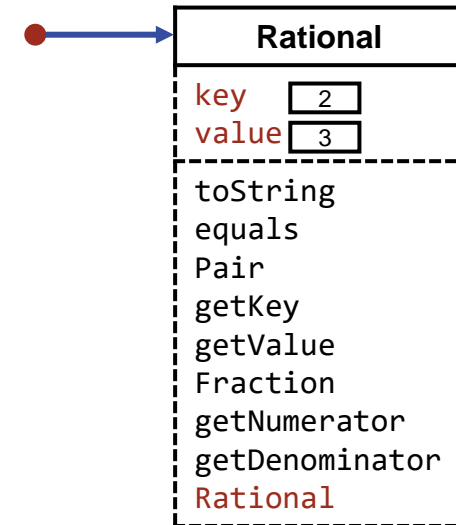 Rational
key 2
value 3
toString
equals
Pair
getKey
getValue
Fraction
getNumerator
getDenominator
Rational